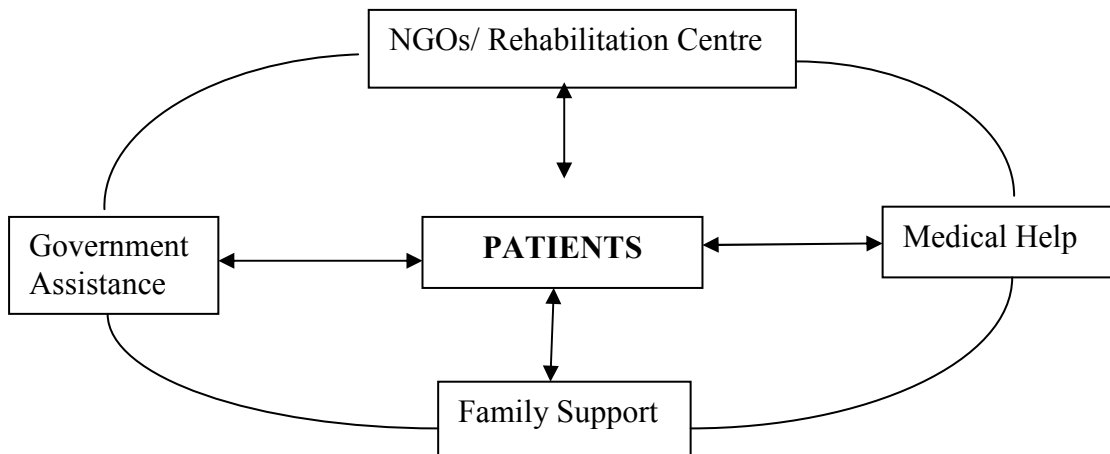 NGOs/ Rehabilitation Centre
Government
Assistance
PATIENTS
Medical Help
Family Support